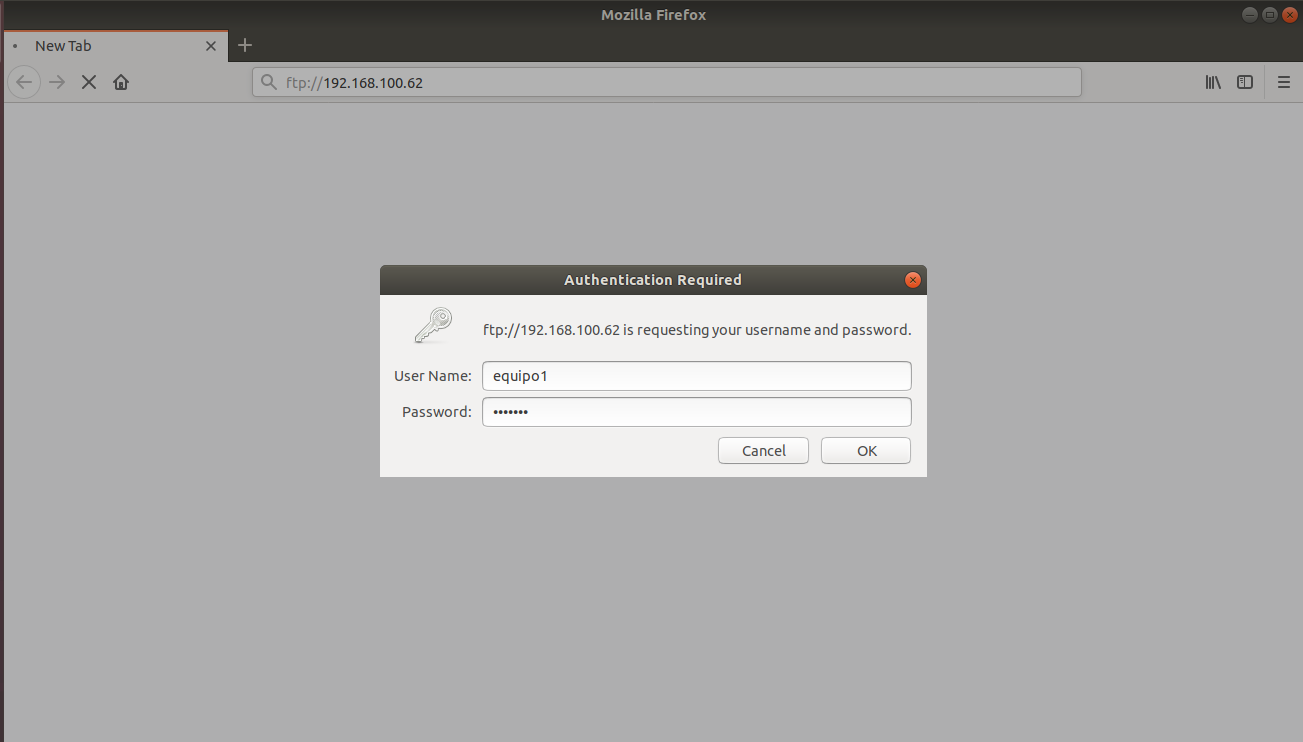 Mozilla Firefox
New Tab
ftp://192.168.100.62
Authentication Required
ftp://192.168.100.62 is requesting your username and password.
User Name: equipo1
Password: •••••••
Cancel OK